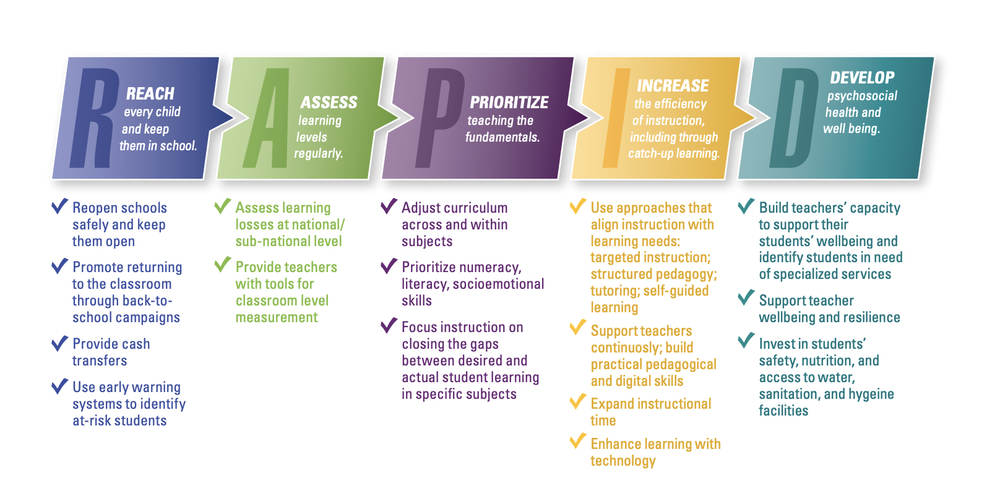 R
REACH
every child
and keep
them in school.
A
ASSESS
learning
levels
regularly.
P
PRIORITIZE
teaching the
fundamentals.
I
INCREASE
the efficiency
of instruction,
including through
catch-up learning.
D
DEVELOP
psychosocial
health and
well being.
Reopen schools
safely and keep
them open
Promote returning
to the classroom
through back-to-
school campaigns
Provide cash
transfers
Use early warning
systems to identify
at-risk students
Assess learning
losses at national/
sub-national level
Provide teachers
with tools for
classroom level
measurement
Adjust curriculum
across and within
subjects
Prioritize numeracy,
literacy, socioemotional
skills
Focus instruction on
closing the gaps
between desired and
actual student learning
in specific subjects
Use approaches that
align instruction with
learning needs:
targeted instruction;
structured pedagogy;
tutoring; self-guided
learning
Support teachers
continuosly; build
practical pedagogical
and digital skills
Expand instructional
time
Enhance learning with
technology
Build teachers’ capacity
to support their
students’ wellbeing and
identify students in need
of specialized services
Support teacher
wellbeing and resilience
Invest in students’
safety, nutrition, and
access to water,
sanitation, and hygeine
facilities